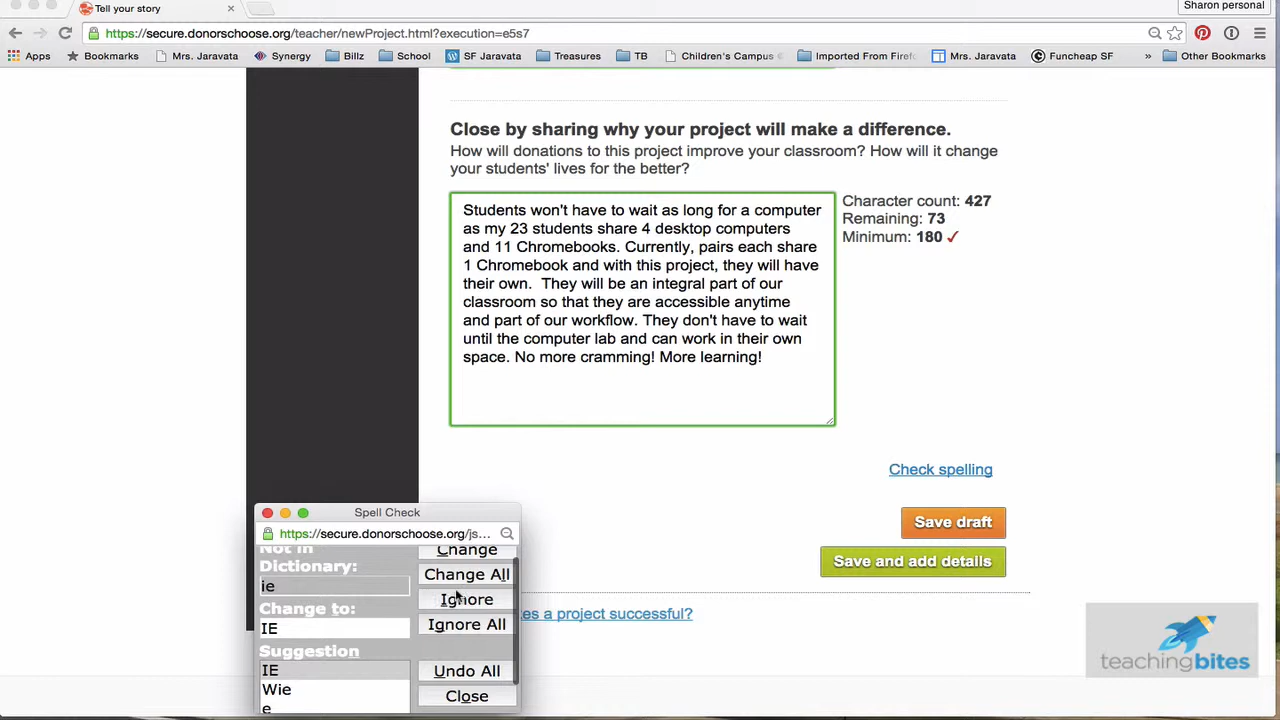 Tell your story
Sharon personal
https://secure.donorschoose.org/teacher/newProject.html?execution=e5s7
Apps Bookmarks Mrs. Jaravata Synergy Billz School SF Jaravata Treasures TB Children's Campus Imported From Firef Mrs. Jaravata Funcheap SF » Other Bookmarks
Close by sharing why your project will make a difference.
How will donations to this project improve your classroom? How will it change
your students' lives for the better?
Students won't have to wait as long for a computer
as my 23 students share 4 desktop computers
and 11 Chromebooks. Currently, pairs each share
1 Chromebook and with this project, they will have
their own.  They will be an integral part of our
classroom so that they are accessible anytime
and part of our workflow. They don't have to wait
until the computer lab and can work in their own
space. No more cramming! More learning!
Character count: 427
Remaining: 73
Minimum: 180 ✓
Check spelling
Save draft
Save and add details
es a project successful?
Spell Check
https://secure.donorschoose.org/js...
Not in
Dictionary:
ie
Change to:
IE
Suggestion
IE
Wie
e
Change
Change All
Ignore
Ignore All
Undo All
Close
teachingbites